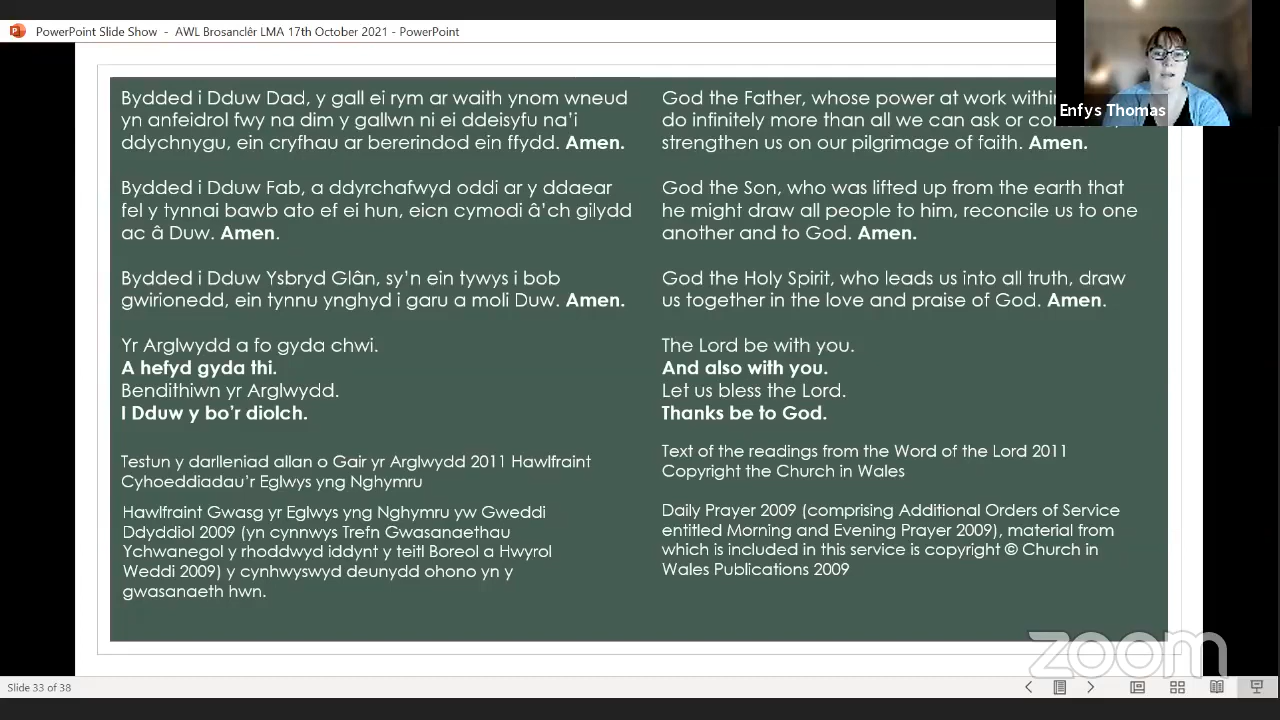 PowerPoint Slide Show - AWL Brosanclêr LMA 17th October 2021 - PowerPoint
Enfys Thomas
Bydded i Dduw Dad, y gall ei rym ar waith ynom wneud
yn anfeidrol fwy na dim y gallwn ni ei ddeisyfu na’i
ddychnygu, ein cryfhau ar bererindod ein ffydd. Amen.
Bydded i Dduw Fab, a ddyrchafwyd oddi ar y ddaear
fel y tynnai bawb ato ef ei hun, eicn cymodi â’ch gilydd
ac â Duw. Amen.
Bydded i Dduw Ysbryd Glân, sy’n ein tywys i bob
gwirionedd, ein tynnu ynghyd i garu a moli Duw. Amen.
Yr Arglwydd a fo gyda chwi.
A hefyd gyda thi.
Bendithiwn yr Arglwydd.
I Dduw y bo’r diolch.
Testun y darlleniad allan o Gair yr Arglwydd 2011 Hawlfraint
Cyhoeddiadau’r Eglwys yng Nghymru
Hawlfraint Gwasg yr Eglwys yng Nghymru yw Gweddi
Ddyddiol 2009 (yn cynnwys Trefn Gwasanaethau
Ychwanegol y rhoddwyd iddynt y teitl Boreol a Hwyrol
Weddi 2009) y cynhwyswyd deunydd ohono yn y
gwasanaeth hwn.
God the Father, whose power at work
do infinitely more than all we can ask or
strengthen us on our pilgrimage of faith. Amen.
God the Son, who was lifted up from the earth that
he might draw all people to him, reconcile us to one
another and to God. Amen.
God the Holy Spirit, who leads us into all truth, draw
us together in the love and praise of God. Amen.
The Lord be with you.
And also with you.
Let us bless the Lord.
Thanks be to God.
Text of the readings from the Word of the Lord 2011
Copyright the Church in Wales
Daily Prayer 2009 (comprising Additional Orders of Service
entitled Morning and Evening Prayer 2009), material from
which is included in this service is copyright © Church in
Wales Publications 2009
zoom
Slide 33 of 38